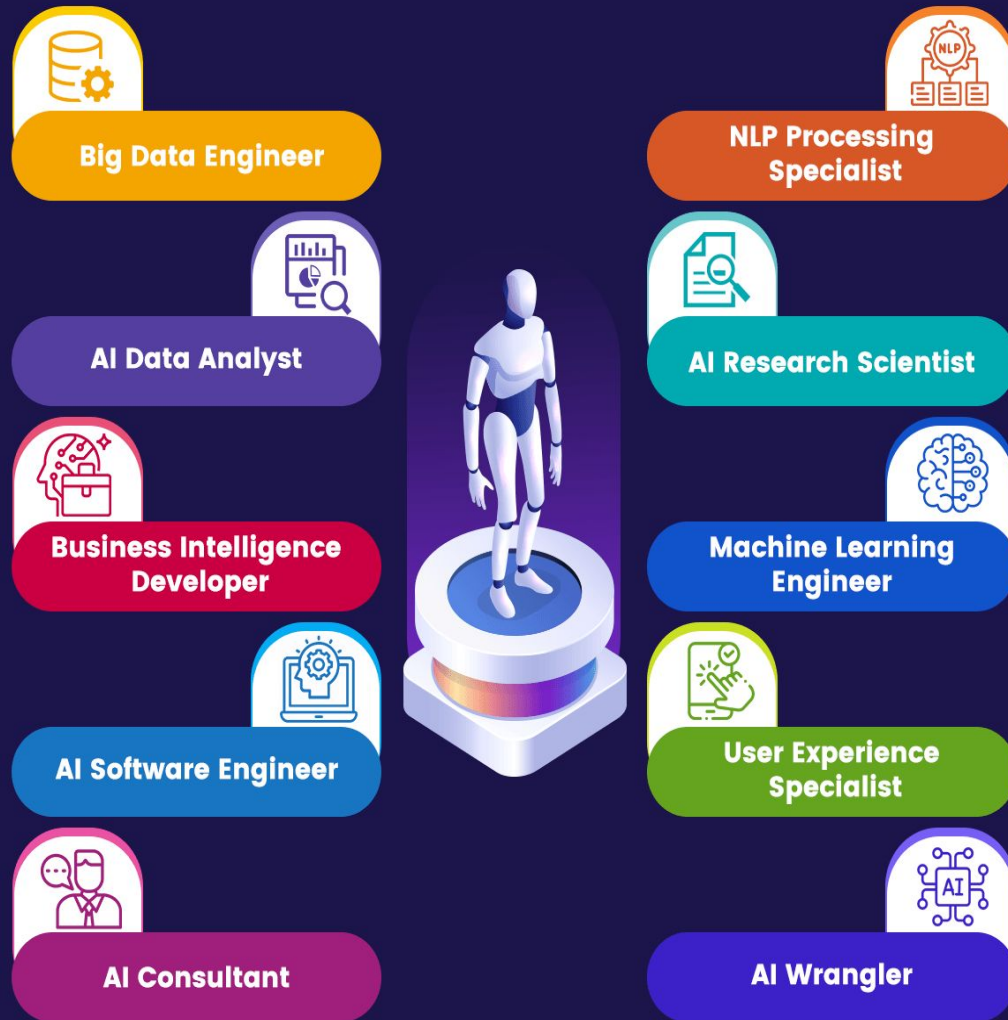 Big Data Engineer
AI Data Analyst
Business Intelligence
Developer
AI Software Engineer
AI Consultant
NLP
NLP Processing
Specialist
AI Research Scientist
Machine Learning
Engineer
User Experience
Specialist
AI
AI Wrangler